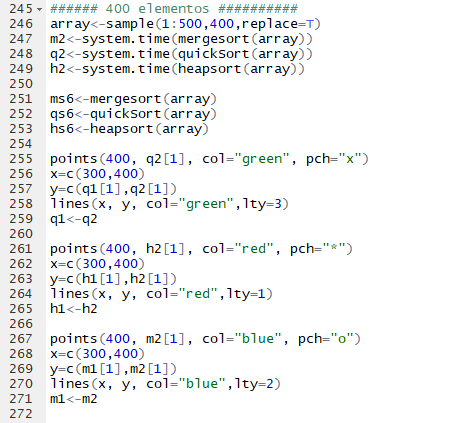 245 ###### 400 elementos ##########
246 array<-sample(1:500,400,replace=T)
247 m2<-system.time(mergesort(array))
248 q2<-system.time(quickSort(array))
249 h2<-system.time(heapsort(array))
250
251 ms6<-mergesort(array)
252 qs6<-quickSort(array)
253 hs6<-heapsort(array)
254
255 points(400, q2[1], col="green", pch="x")
256 x=c(300,400)
257 y=c(q1[1],q2[1])
258 lines(x, y, col="green",lty=3)
259 q1<-q2
260
261 points(400, h2[1], col="red", pch="*")
262 x=c(300,400)
263 y=c(h1[1],h2[1])
264 lines(x, y, col="red",lty=1)
265 h1<-h2
266
267 points(400, m2[1], col="blue", pch="o")
268 x=c(300,400)
269 y=c(m1[1],m2[1])
270 lines(x, y, col="blue",lty=2)
271 m1<-m2
272